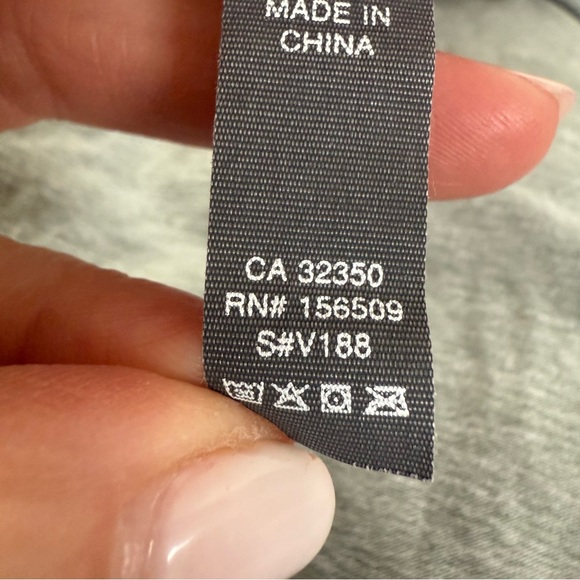 MADE IN
CHINA
CA 32350
RN# 156509
S#V188